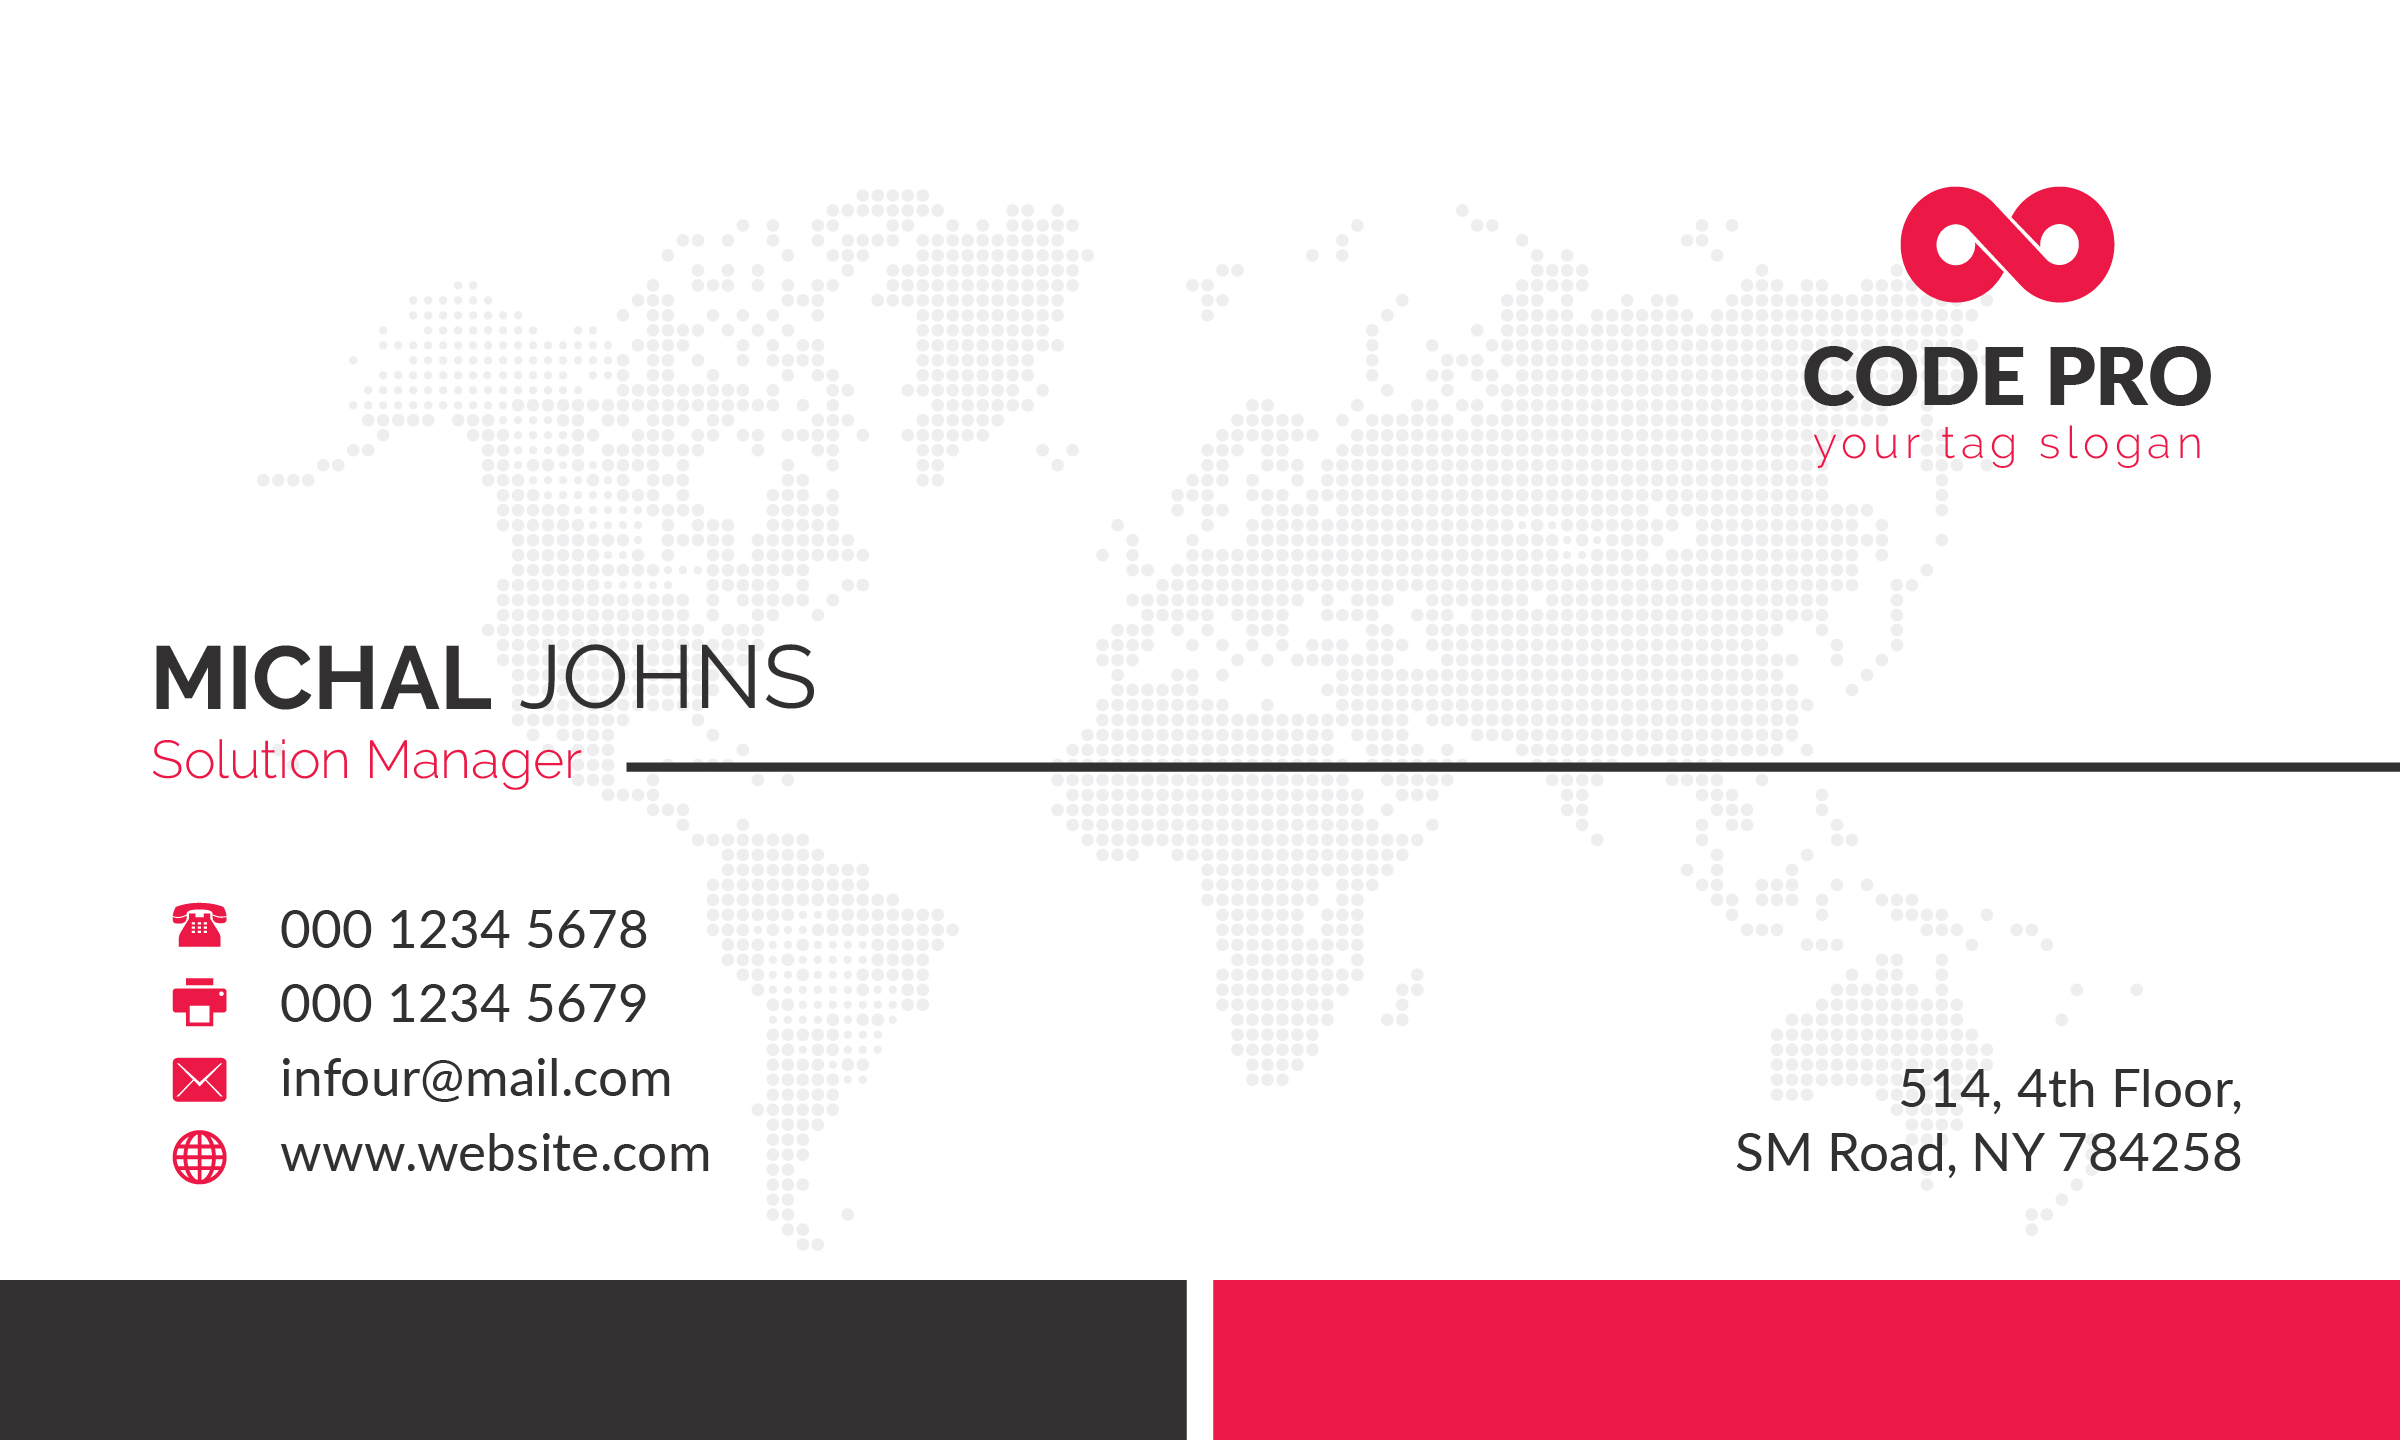 CODE PRO
your tag slogan
MICHAL JOHNS
Solution Manager
000 1234 5678
000 1234 5679
infour@mail.com
www.website.com
514, 4th Floor,
SM Road, NY 784258